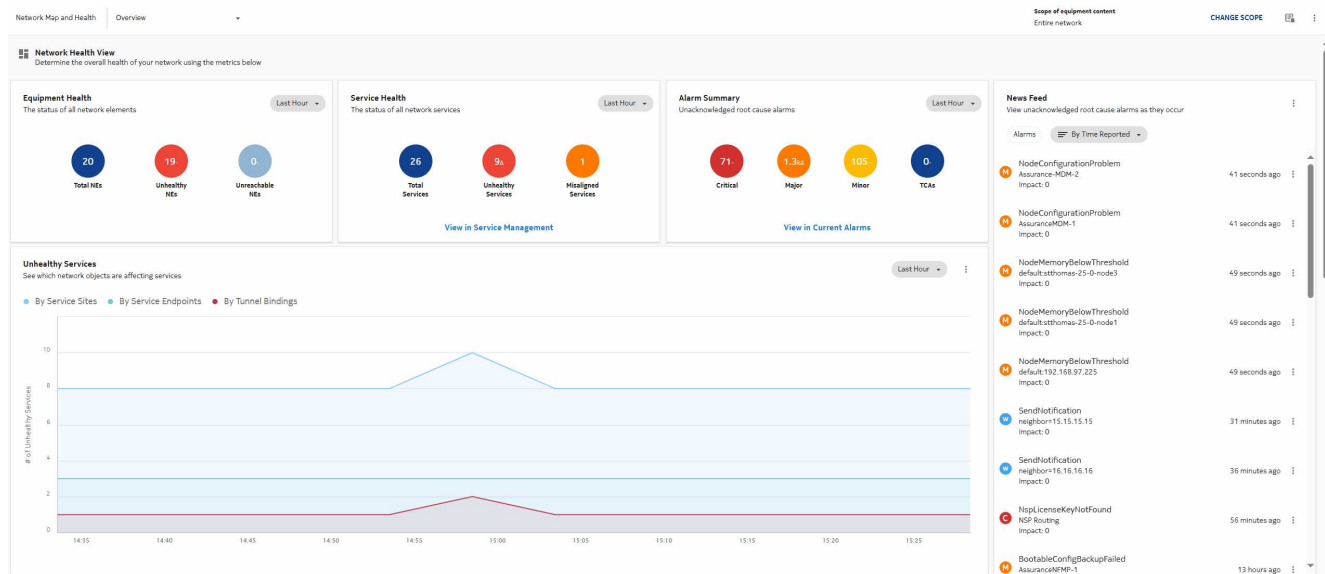 Network Map and Health
Overview
Scope of equipment content
Entire network
CHANGE SCOPE
Network Health View
Determine the overall health of your network using the metrics below
Equipment Health
The status of all network elements
Last Hour
20
Total NEs
19-
Unhealthy
NEs
0-
Unreachable
NEs
Service Health
The status of all network services
Last Hour
26
Total
Services
9▵
Unhealthy
Services
1
Misaligned
Services
View in Service Management
Alarm Summary
Unacknowledged root cause alarms
Last Hour
71-
Critical
1.3k▵
Major
105-
Minor
0-
TCAs
View in Current Alarms
Unhealthy Services
See which network objects are affecting services
Last Hour
By Service Sites
By Service Endpoints
By Tunnel Bindings
# of Unhealthy Services
10
8
6
4
2
0
14:35
14:40
14:45
14:50
14:55
15:00
15:05
15:10
15:15
15:20
15:25
News Feed
View unacknowledged root cause alarms as they occur
Alarms
By Time Reported
M
NodeConfigurationProblem
Assurance-MDM-2
Impact: 0
41 seconds ago
M
NodeConfigurationProblem
AssuranceMDM-1
Impact: 0
41 seconds ago
M
NodeMemoryBelowThreshold
default:stthomas-25-0-node3
Impact: 0
49 seconds ago
M
NodeMemoryBelowThreshold
default:stthomas-25-0-node1
Impact: 0
49 seconds ago
M
NodeMemoryBelowThreshold
default:192.168.97.225
Impact: 0
49 seconds ago
W
SendNotification
neighbor=15.15.15.15
Impact: 0
31 minutes ago
W
SendNotification
neighbor=16.16.16.16
Impact: 0
36 minutes ago
C
NspLicenseKeyNotFound
NSP Routing
Impact: 0
56 minutes ago
M
BootableConfigBackupFailed
AssuranceNFMP-1
13 hours ago